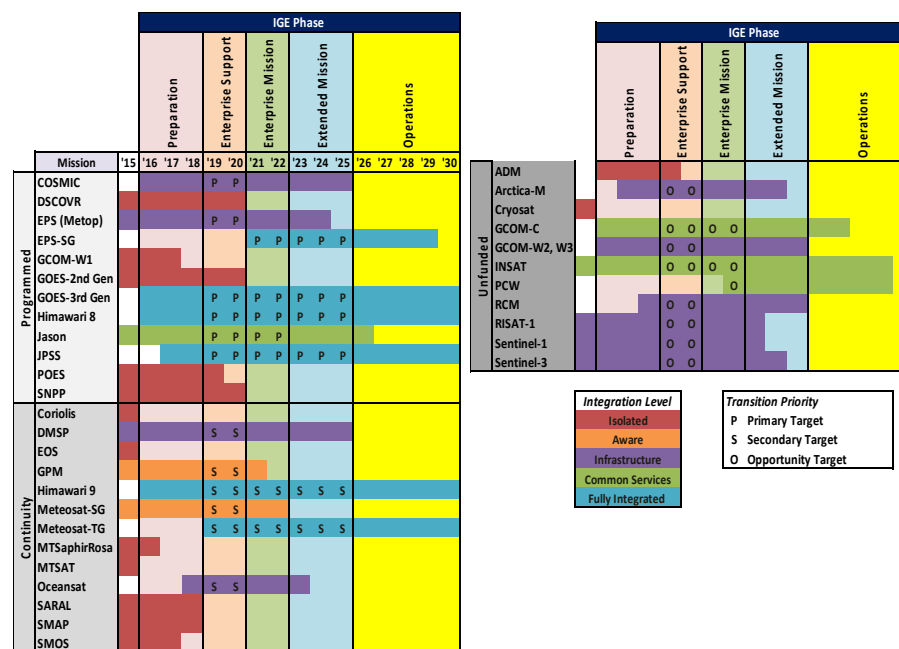 IGE Phase
Preparation
Enterprise Support
Enterprise Mission
Extended Mission
Operations
Mission '15 '16 '17 '18 '19 '20 '21 '22 '23 '24 '25 '26 '27 '28 '29 '30
Programmed
COSMIC P P
DSCOVR
EPS (Metop) P P
EPS-SG P P P P P
GCOM-W1
GOES-2nd Gen
GOES-3rd Gen P P P P P P P
Himawari 8 P P P P P P P
Jason P P P P
JPSS P P P P P P P
POES
SNPP
Continuity
Coriolis
DMSP S S
EOS
GPM S S
Himawari 9 S S S S S S S
Meteosat-SG S S
Meteosat-TG S S S S S S S
MTSaphirRosa
MTSAT
Oceansat S S
SARAL
SMAP
SMOS
IGE Phase
Preparation
Enterprise Support
Enterprise Mission
Extended Mission
Operations
Unfunded
ADM
Arctica-M O O
Cryosat
GCOM-C O O O O
GCOM-W2, W3 O O
INSAT O O O O
PCW O
RCM O O
RISAT-1 O O
Sentinel-1 O O
Sentinel-3 O O
Integration Level
Isolated
Aware
Infrastructure
Common Services
Fully Integrated
Transition Priority
P Primary Target
S Secondary Target
O Opportunity Target